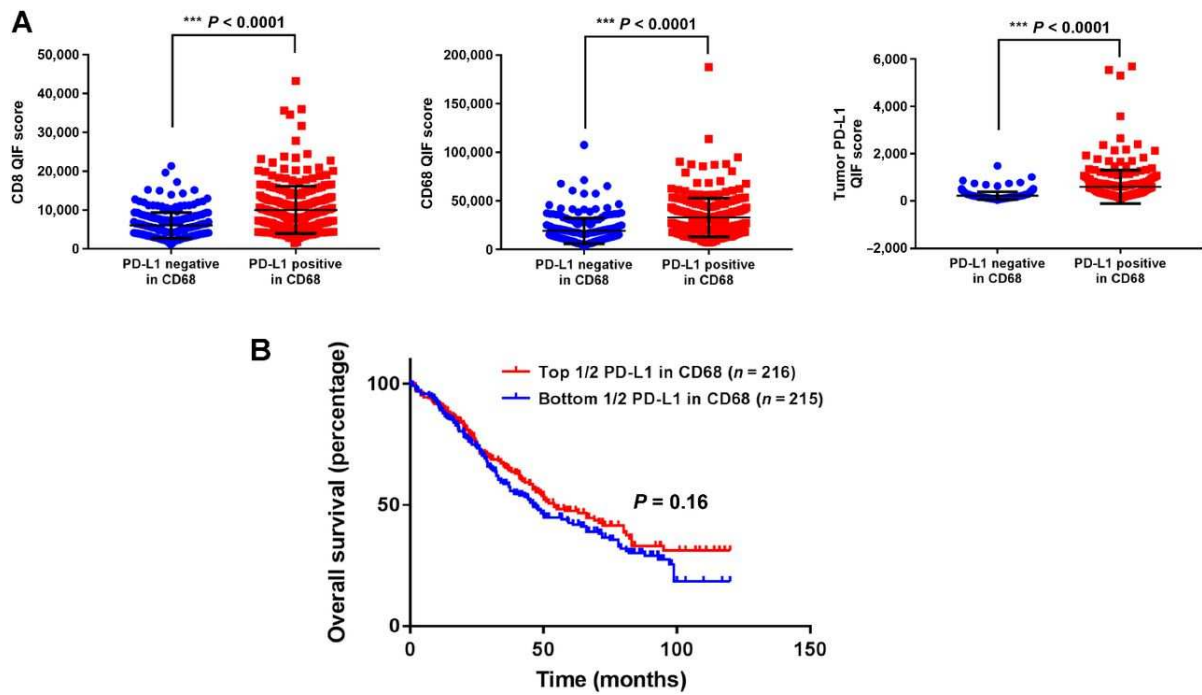 A
*** P < 0.0001
CD8 QIF score
50,000
40,000
30,000
20,000
10,000
0
PD-L1 negative
in CD68
PD-L1 positive
in CD68
*** P < 0.0001
CD68 QIF score
200,000
150,000
100,000
50,000
0
PD-L1 negative
in CD68
PD-L1 positive
in CD68
*** P < 0.0001
Tumor PD-L1
QIF score
6,000
4,000
2,000
0
−2,000
PD-L1 negative
in CD68
PD-L1 positive
in CD68
B
Overall survival (percentage)
100
50
0
Top 1/2 PD-L1 in CD68 (n = 216)
Bottom 1/2 PD-L1 in CD68 (n = 215)
P = 0.16
0
50
100
150
Time (months)